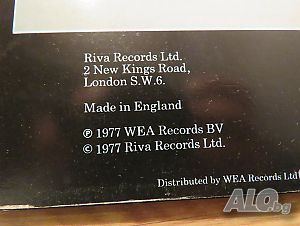 Riva Records Ltd.
2 New Kings Road,
London S.W.6.
Made in England
℗ 1977 WEA Records BV
© 1977 Riva Records Ltd.
Distributed by WEA Records Ltd
ALO.bg